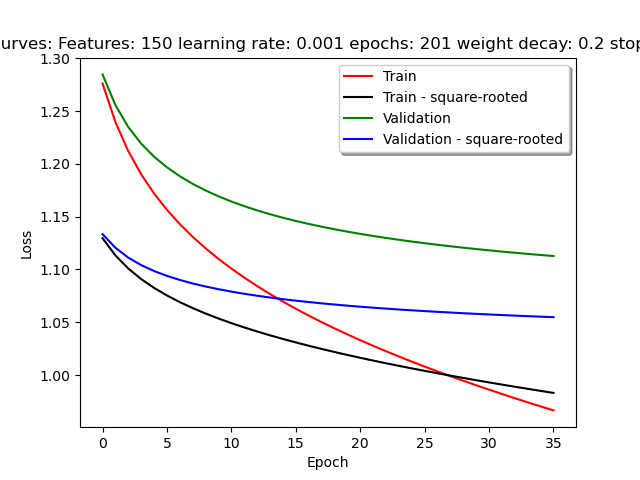 urves: Features: 150 learning rate: 0.001 epochs: 201 weight decay: 0.2 stop
1.30
1.25
1.20
1.15
1.10
1.05
1.00
Loss
Train
Train - square-rooted
Validation
Validation - square-rooted
0 5 10 15 20 25 30 35
Epoch